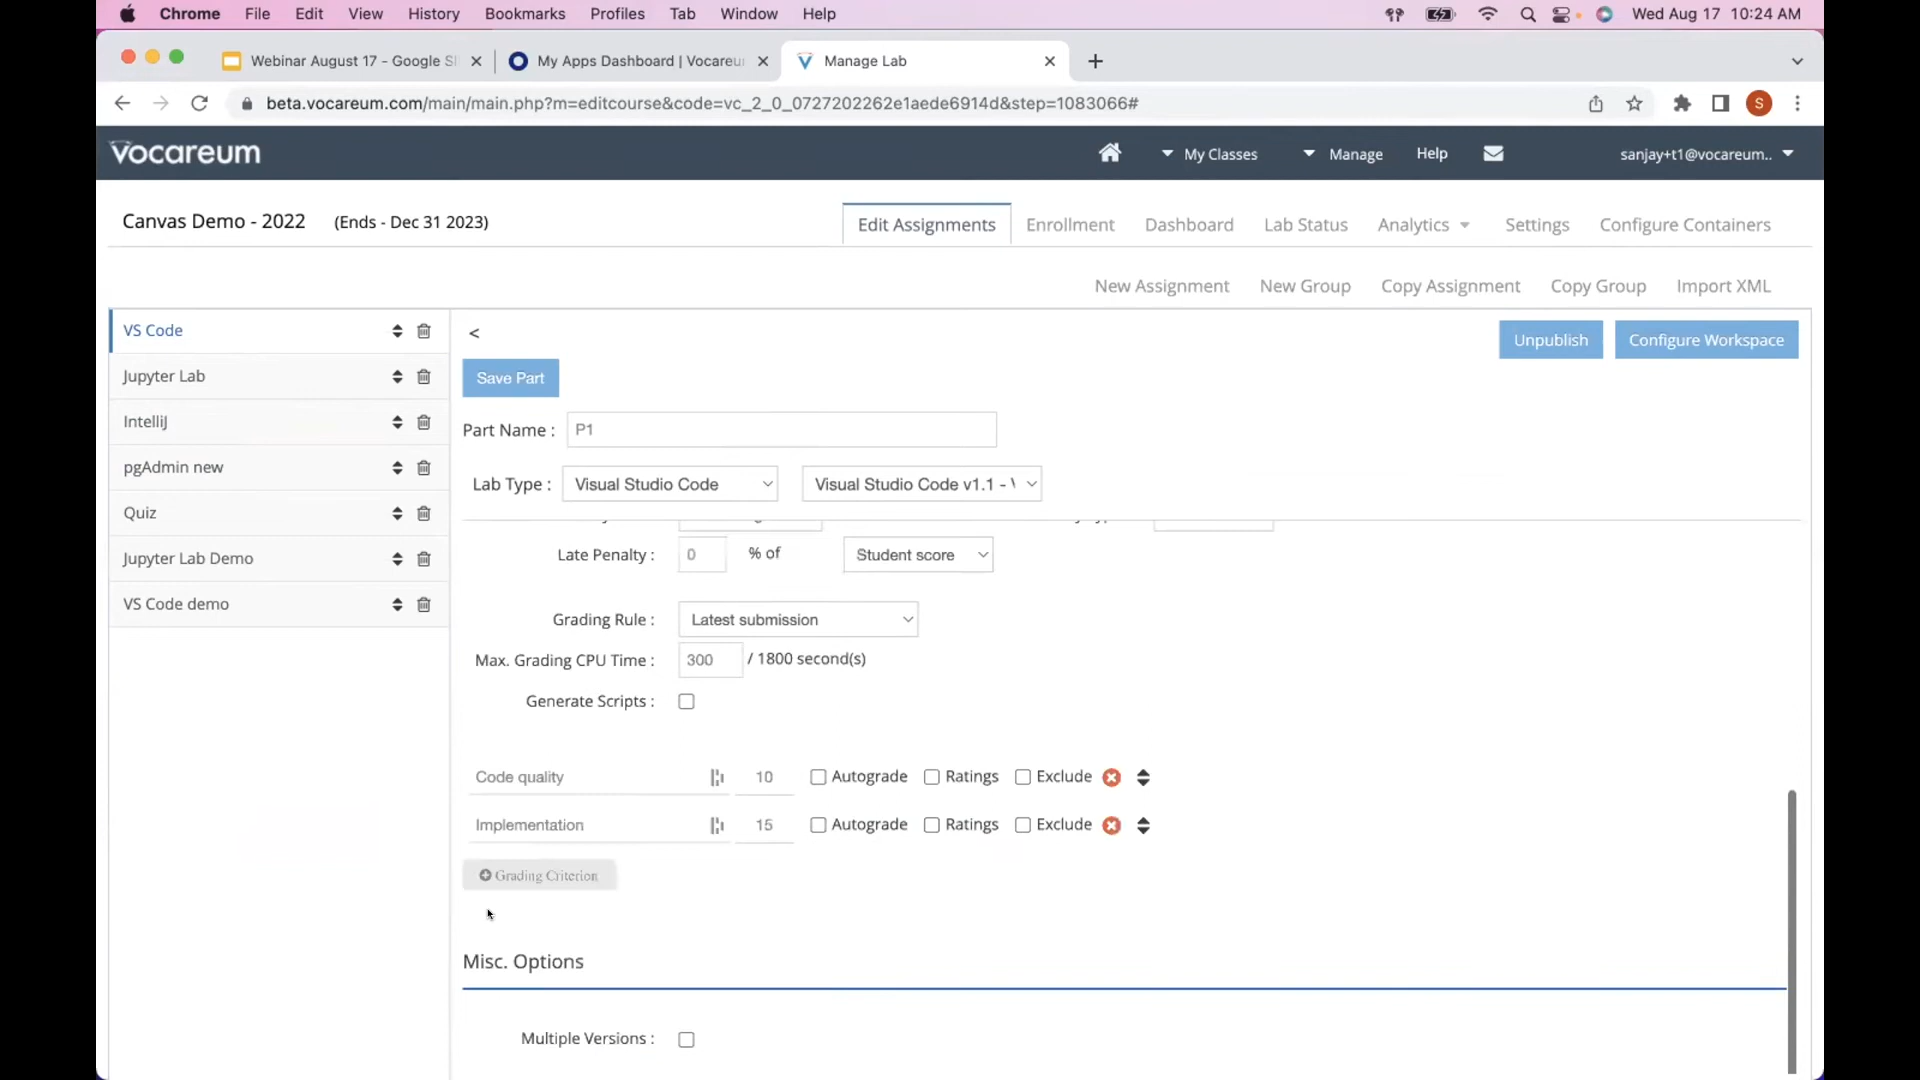 Chrome File Edit View History Bookmarks Profiles Tab Window Help Wed Aug 17 10:24 AM
Webinar August 17 - Google Sl My Apps Dashboard | Vocareu Manage Lab
beta.vocareum.com/main/main.php?m=editcourse&code=vc_2_0_0727202262e1aede6914d&step=1083066# S
vocareum My Classes Manage Help sanjay+t1@vocareum..
Canvas Demo - 2022 (Ends - Dec 31 2023) Edit Assignments Enrollment Dashboard Lab Status Analytics Settings Configure Containers
New Assignment New Group Copy Assignment Copy Group Import XML
VS Code
Jupyter Lab
IntelliJ
pgAdmin new
Quiz
Jupyter Lab Demo
VS Code demo
< Unpublish Configure Workspace
Save Part
Part Name : P1
Lab Type : Visual Studio Code Visual Studio Code v1.1 -
Late Penalty : 0 % of Student score
Grading Rule : Latest submission
Max. Grading CPU Time : 300 / 1800 second(s)
Generate Scripts :
Code quality 10 Autograde Ratings Exclude
Implementation 15 Autograde Ratings Exclude
Grading Criterion
Misc. Options
Multiple Versions :